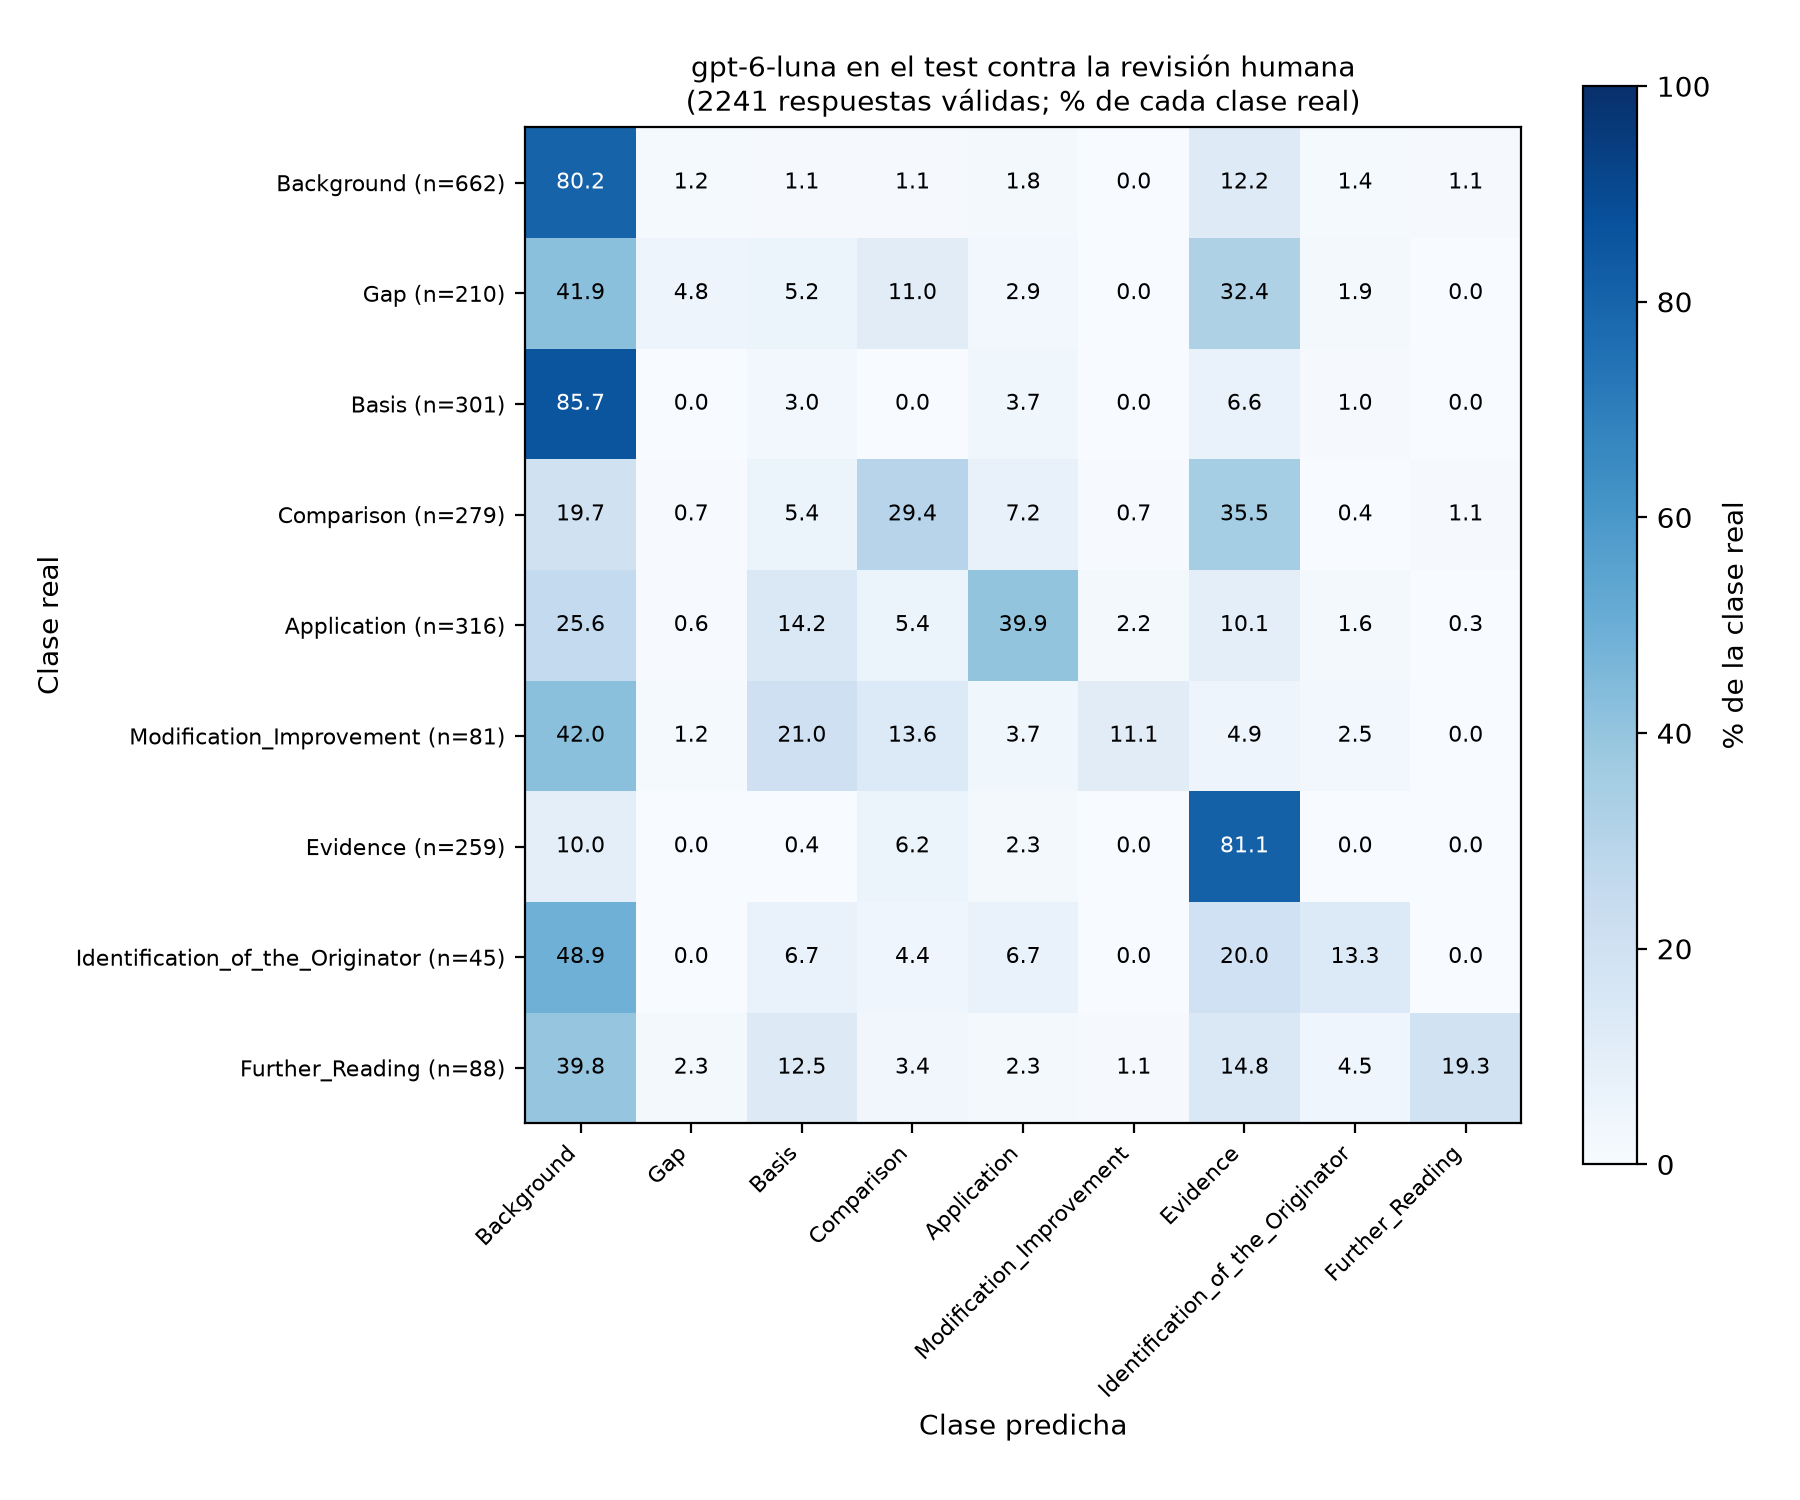 gpt-6-luna en el test contra la revisión humana
(2241 respuestas válidas; % de cada clase real)
Clase real
Background (n=662) 80.2 1.2 1.1 1.1 1.8 0.0 12.2 1.4 1.1
Gap (n=210) 41.9 4.8 5.2 11.0 2.9 0.0 32.4 1.9 0.0
Basis (n=301) 85.7 0.0 3.0 0.0 3.7 0.0 6.6 1.0 0.0
Comparison (n=279) 19.7 0.7 5.4 29.4 7.2 0.7 35.5 0.4 1.1
Application (n=316) 25.6 0.6 14.2 5.4 39.9 2.2 10.1 1.6 0.3
Modification_Improvement (n=81) 42.0 1.2 21.0 13.6 3.7 11.1 4.9 2.5 0.0
Evidence (n=259) 10.0 0.0 0.4 6.2 2.3 0.0 81.1 0.0 0.0
Identification_of_the_Originator (n=45) 48.9 0.0 6.7 4.4 6.7 0.0 20.0 13.3 0.0
Further_Reading (n=88) 39.8 2.3 12.5 3.4 2.3 1.1 14.8 4.5 19.3
Background
Gap
Basis
Comparison
Application
Modification_Improvement
Evidence
Identification_of_the_Originator
Further_Reading
Clase predicha
100
80
60
40
20
0
% de la clase real